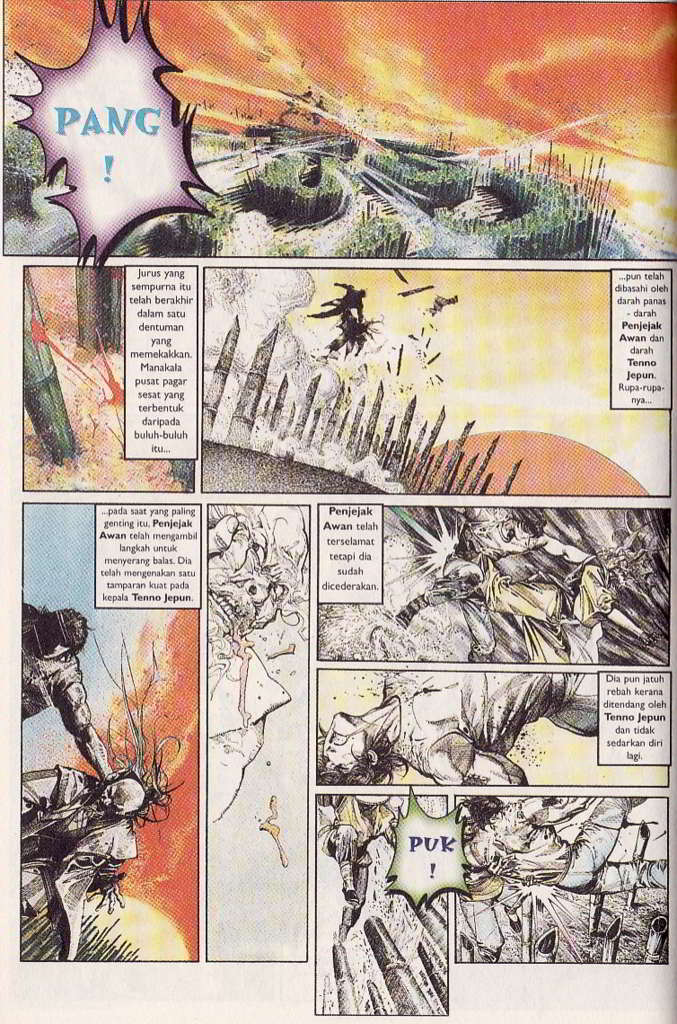 PANG
!
Jurus yang
sempurna itu
telah berakhir
dalam satu
dentuman
yang
memekakkan.
Manakala
pusat pagar
sesat yang
terbentuk
daripada
buluh-buluh
itu...
...pun telah
dibasahi oleh
darah panas
- darah
Penjejak
Awan dan
darah
Tenno
Jepun.
Rupa-rupa-
nya...
...pada saat yang paling
genting itu, Penjejak
Awan telah mengambil
langkah untuk
menyerang balas. Dia
telah mengenakan satu
tamparan kuat pada
kepala Tenno Jepun.
Penjejak
Awan telah
terselamat
tetapi dia
sudah
dicederakan.
Dia pun jatuh
rebah kerana
ditendang oleh
Tenno Jepun
dan tidak
sedarkan diri
lagi.
PUK
!